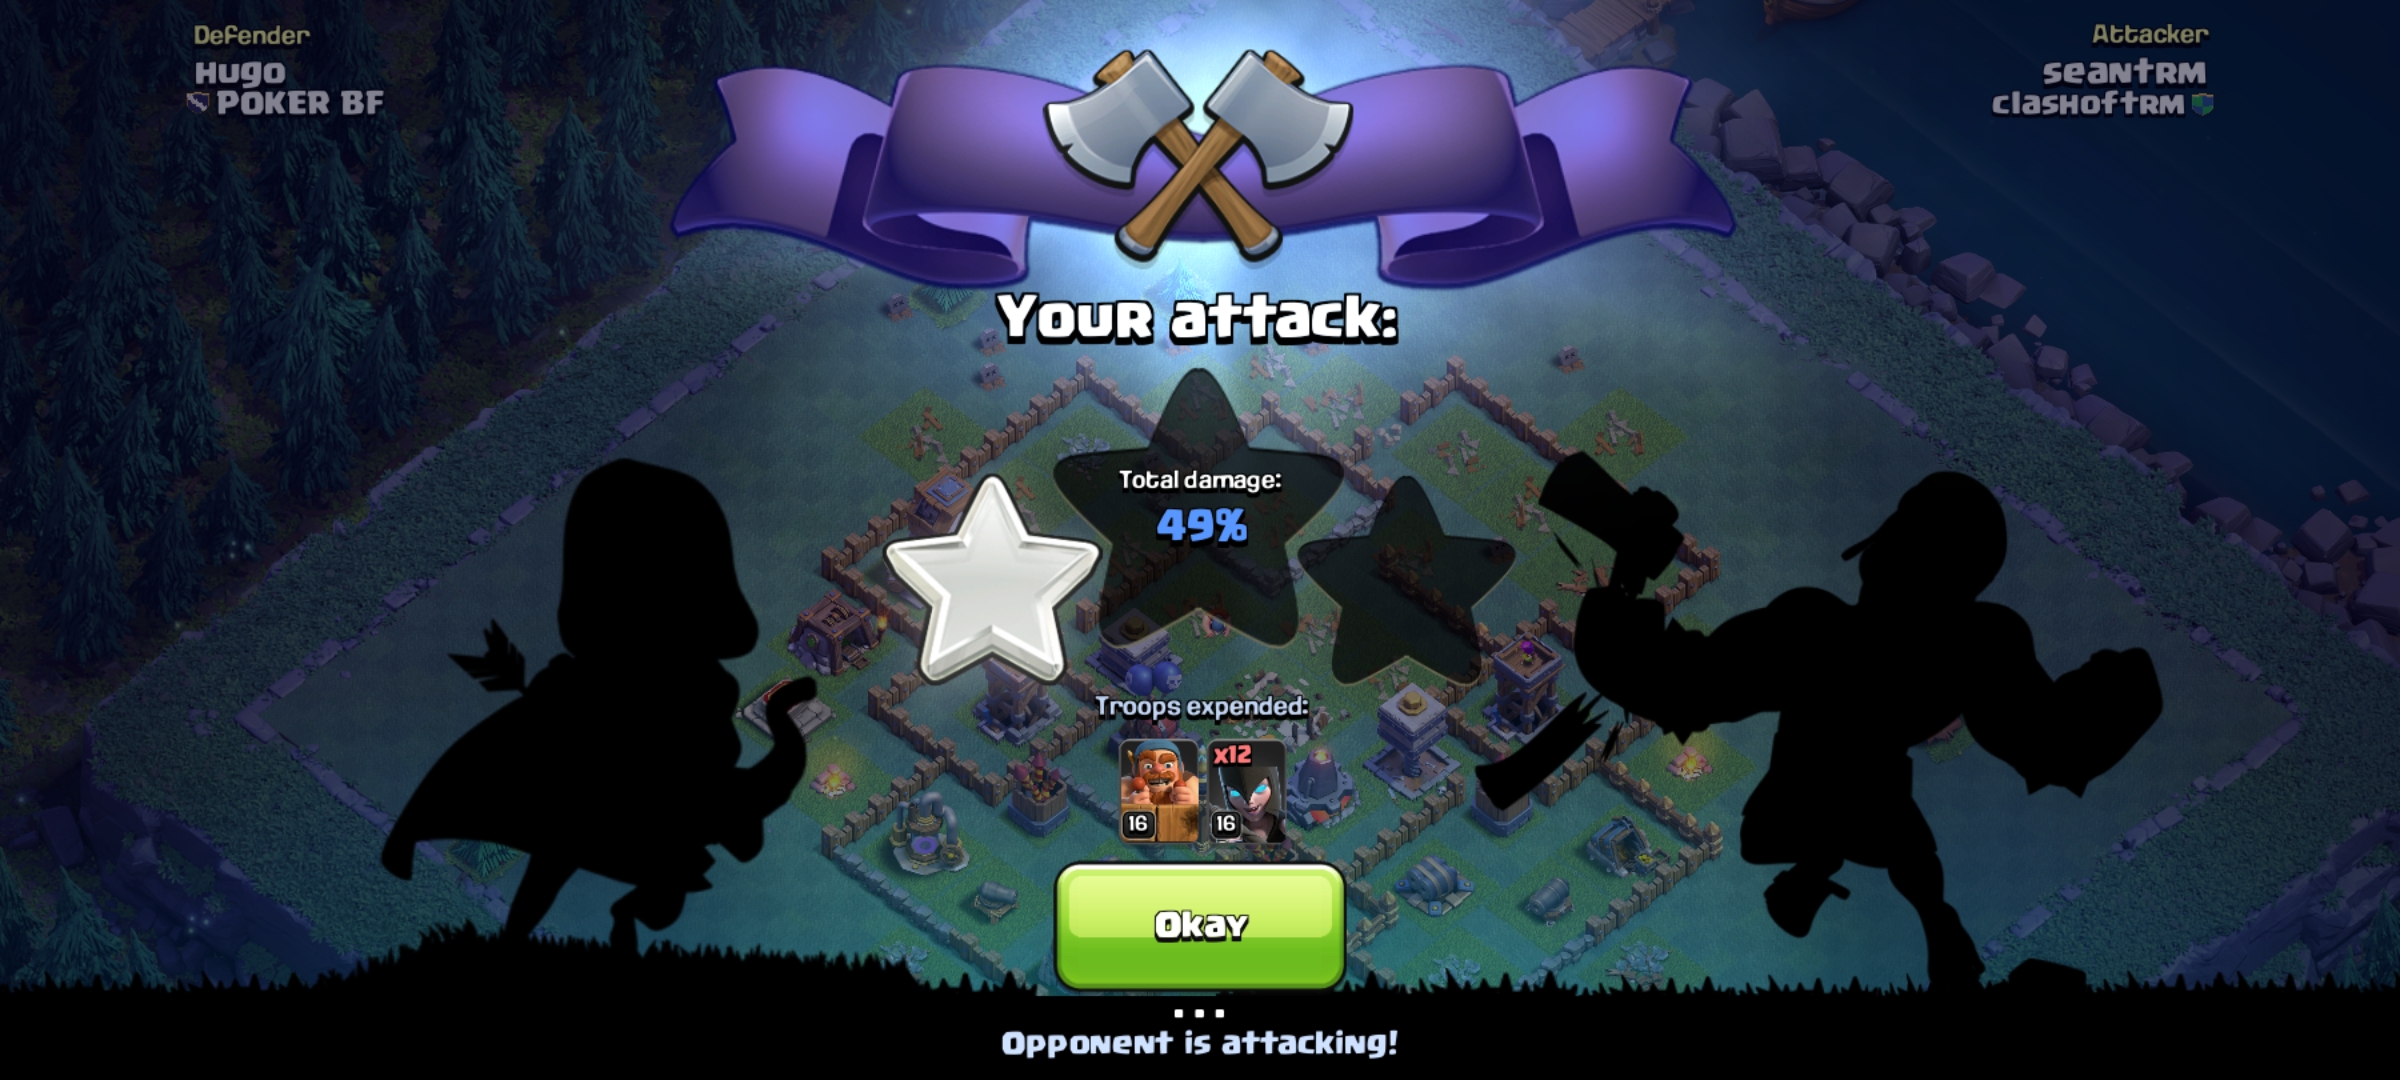 Defender
Hugo
POKER BF
Attacker
seantrm
clashoftrm
Your attack:
Total damage:
49%
Troops expended:
x12
16
16
Okay
...
Opponent is attacking!